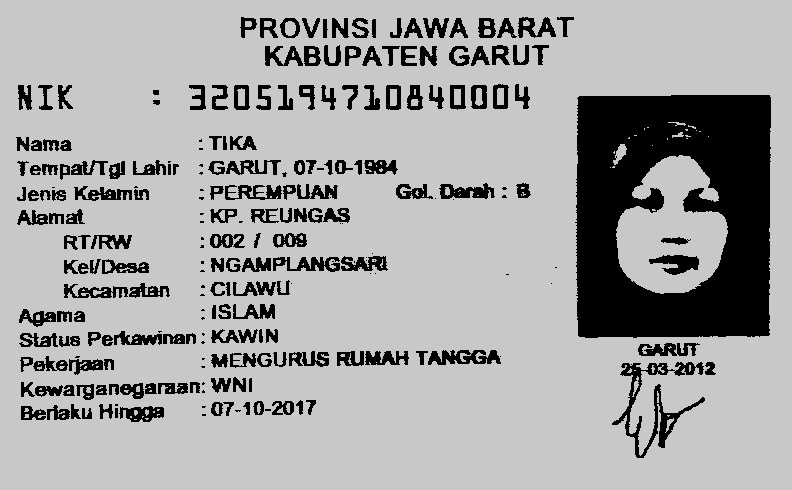 PROVINSI JAWA BARAT
KABUPATEN GARUT
NIK : 3205194710840004
Nama : TIKA
Tempat/Tgl Lahir : GARUT, 07-10-1984
Jenis Kelamin : PEREMPUAN Gol. Darah : B
Alamat : KP. REUNGAS
RT/RW : 002 / 009
Kel/Desa : NGAMPLANGSARI
Kecamatan : CILAWU
Agama : ISLAM
Status Perkawinan : KAWIN
Pekerjaan : MENGURUS RUMAH TANGGA
Kewarganegaraan : WNI
Berlaku Hingga : 07-10-2017
GARUT
25-03-2012